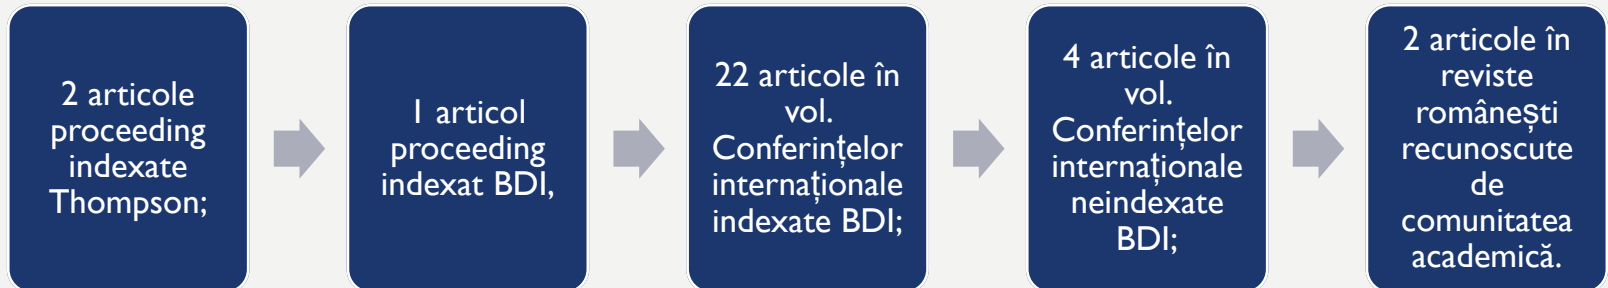 2 articole
proceeding
indexate
Thompson;
1 articol
proceeding
indexat BDI,
22 articole în
vol.
Conferințelor
internaționale
indexate BDI;
4 articole în
vol.
Conferințelor
internaționale
neindexate
BDI;
2 articole în
reviste
românești
recunoscute
de
comunitatea
academică.